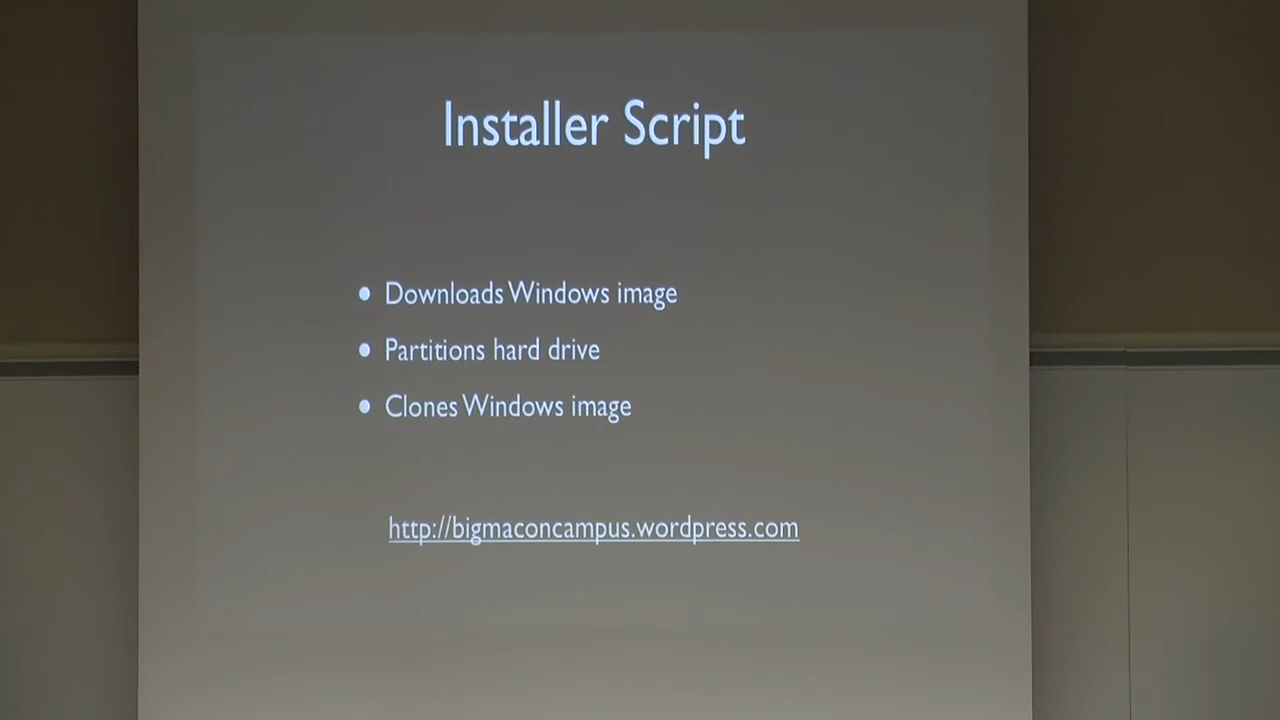 Installer Script
• Downloads Windows image
• Partitions hard drive
• Clones Windows image
http://bigmaconcampus.wordpress.com